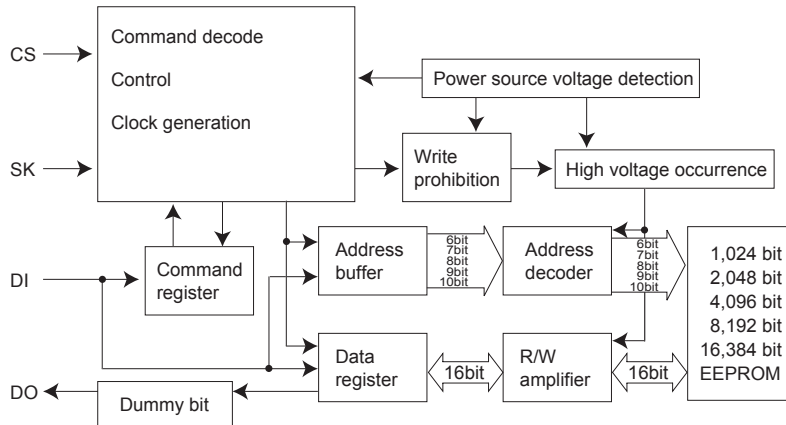 Command decode
CS
Control
Power source voltage detection
Clock generation
SK
Write
prohibition
High voltage occurrence
DI
Command
register
Address
buffer
6bit
7bit
8bit
9bit
10bit
Address
decoder
6bit
7bit
8bit
9bit
10bit
1,024 bit
2,048 bit
4,096 bit
8,192 bit
16,384 bit
EEPROM
Data
register
16bit
R/W
amplifier
16bit
DO
Dummy bit